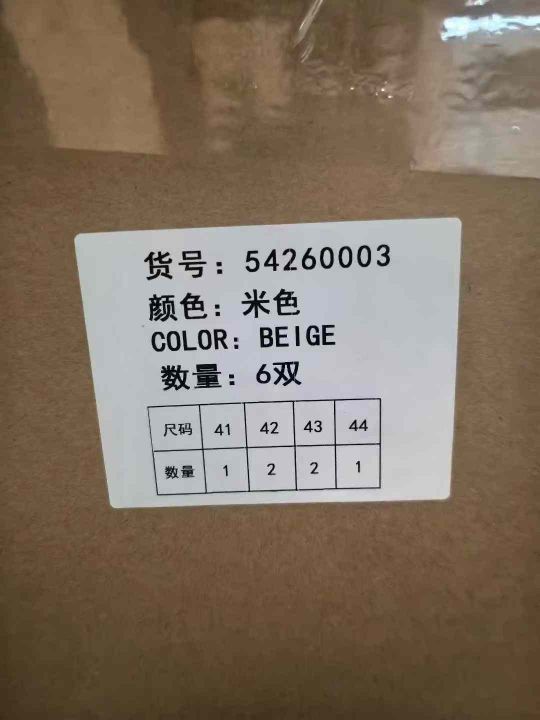 货号：54260003
颜色：米色
COLOR：BEIGE
数量：6双
尺码 41 42 43 44
数量 1 2 2 1